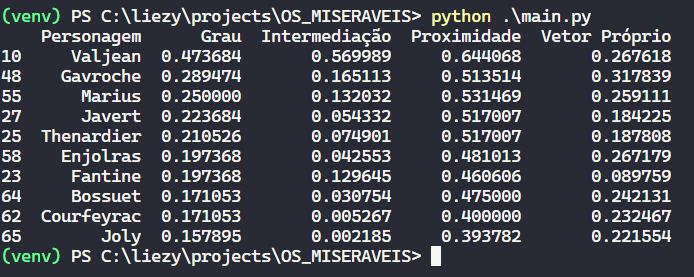 (venv) PS C:\liezy\projects\OS_MISERAVEIS> python .\main.py
Personagem Grau Intermediação Proximidade Vetor Próprio
10 Valjean 0.473684 0.569989 0.644068 0.267618
48 Gavroche 0.289474 0.165113 0.513514 0.317839
55 Marius 0.250000 0.132032 0.531469 0.259111
27 Javert 0.223684 0.054332 0.517007 0.184225
25 Thenardier 0.210526 0.074901 0.517007 0.187808
58 Enjolras 0.197368 0.042553 0.481013 0.267179
23 Fantine 0.197368 0.129645 0.460606 0.089759
64 Bossuet 0.171053 0.030754 0.475000 0.242131
62 Courfeyrac 0.171053 0.005267 0.400000 0.232467
65 Joly 0.157895 0.002185 0.393782 0.221554
(venv) PS C:\liezy\projects\OS_MISERAVEIS>